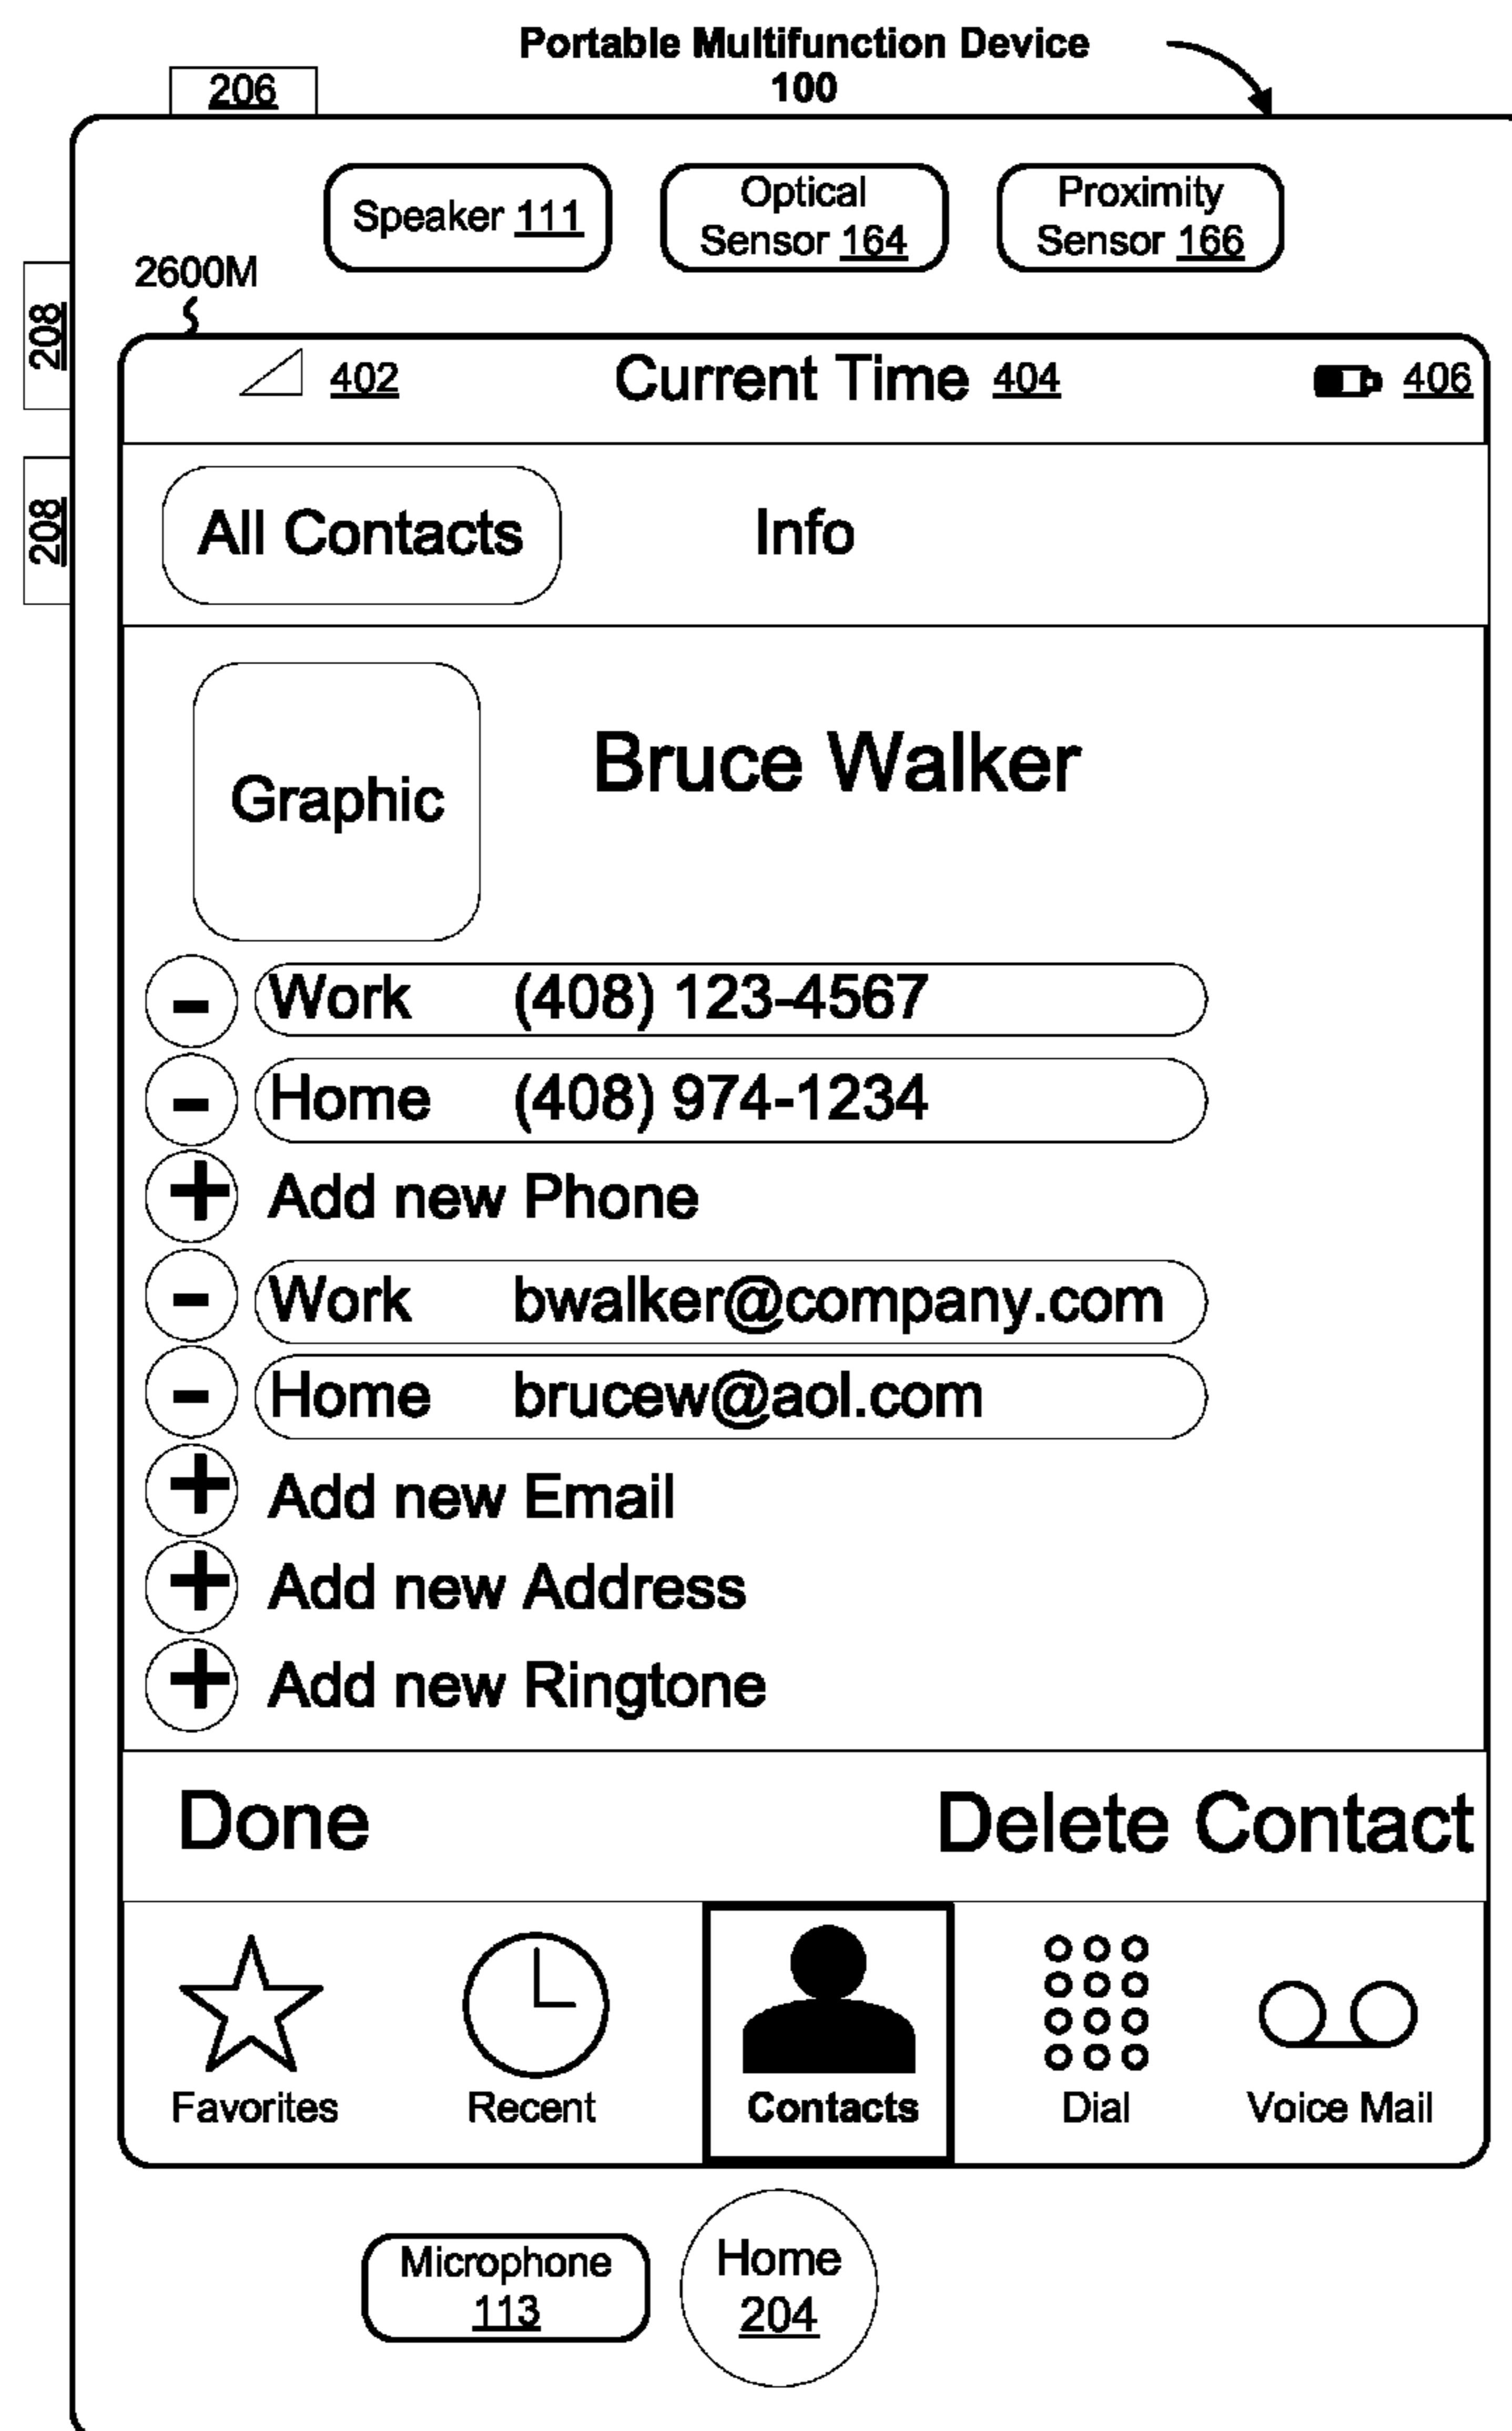 Portable Multifunction Device
100
206
Speaker 111
Optical
Sensor 164
Proximity
Sensor 166
2600M
208
402
Current Time 404
406
208
All Contacts
Info
Graphic
Bruce Walker
-
Work (408) 123-4567
-
Home (408) 974-1234
+
Add new Phone
-
Work bwalker@company.com
-
Home brucew@aol.com
+
Add new Email
+
Add new Address
+
Add new Ringtone
Done
Delete Contact
Favorites
Recent
Contacts
Dial
Voice Mail
Microphone
113
Home
204